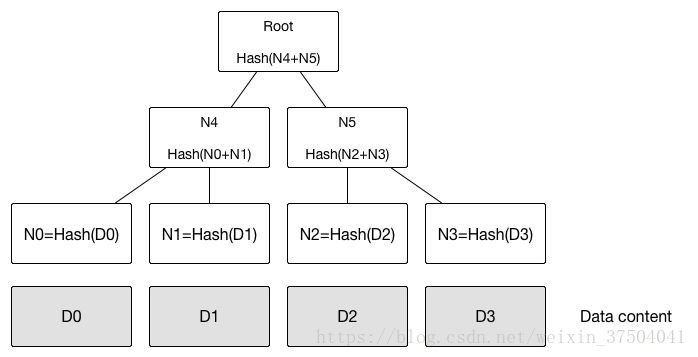 Root
Hash(N4+N5)
N4
N5
Hash(N0+N1)
Hash(N2+N3)
N0=Hash(D0)
N1=Hash(D1)
N2=Hash(D2)
N3=Hash(D3)
D0
D1
D2
D3
Data content
https://blog.csdn.net/weixin_37504041